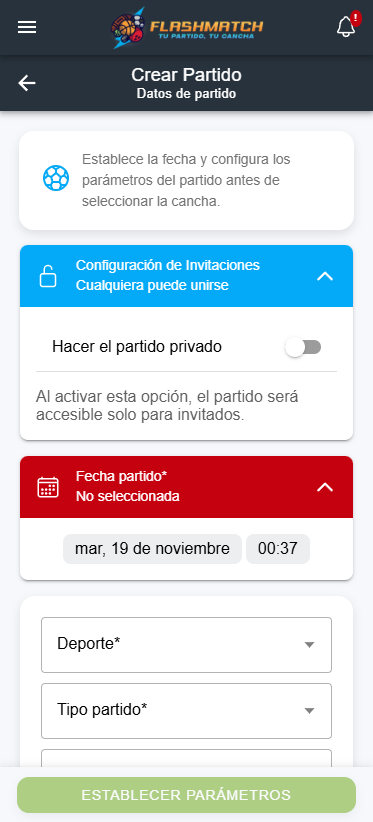 FLASHMATCH
TU PARTIDO, TU CANCHA
!
Crear Partido
Datos de partido
Establece la fecha y configura los
parámetros del partido antes de
seleccionar la cancha.
Configuración de Invitaciones
Cualquiera puede unirse
Hacer el partido privado
Al activar esta opción, el partido será
accesible solo para invitados.
Fecha partido*
No seleccionada
mar, 19 de noviembre 00:37
Deporte*
Tipo partido*
ESTABLECER PARÁMETROS